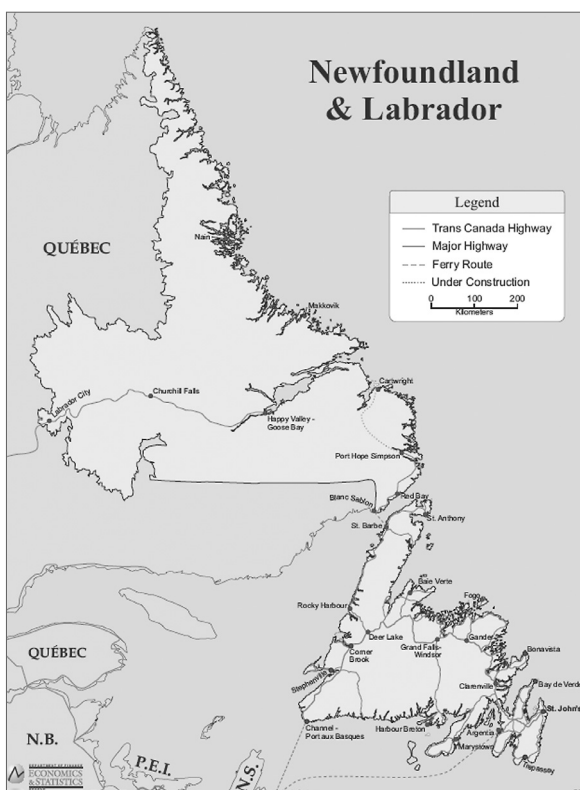 Newfoundland
& Labrador
Legend
Trans Canada Highway
Major Highway
Ferry Route
Under Construction
0 100 200
Kilometers
QUÉBEC
Nain
Makkovik
Cartwright
Labrador City
Churchill Falls
Happy Valley -
Goose Bay
Port Hope Simpson
Blanc Sablon
Red Bay
St. Barbe
St. Anthony
Baie Verte
Fogo
Rocky Harbour
Deer Lake
Grand Falls-
Windsor
Gander
Bonavista
QUÉBEC
Corner
Brook
Stephenville
Clarenville
Bay de Verde
St. John's
Channel -
Port aux Basques
Harbour Breton
Argentia
Marystown
Trepassey
N.B.
P.E.I.
N.S.
DEPARTMENT OF FINANCE
ECONOMICS
& STATISTICS